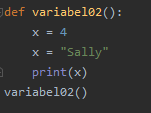 def variabel02():
    x = 4
    x = "Sally"
    print(x)
variabel02()